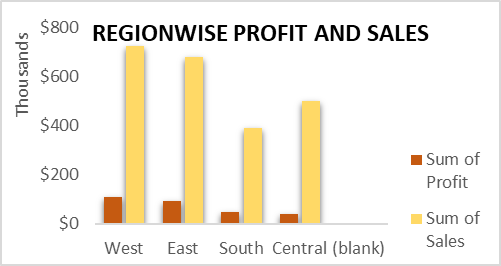 REGIONWISE PROFIT AND SALES
Thousands
$800
$600
$400
$200
$0
West East South Central (blank)
Sum of
Profit
Sum of
Sales